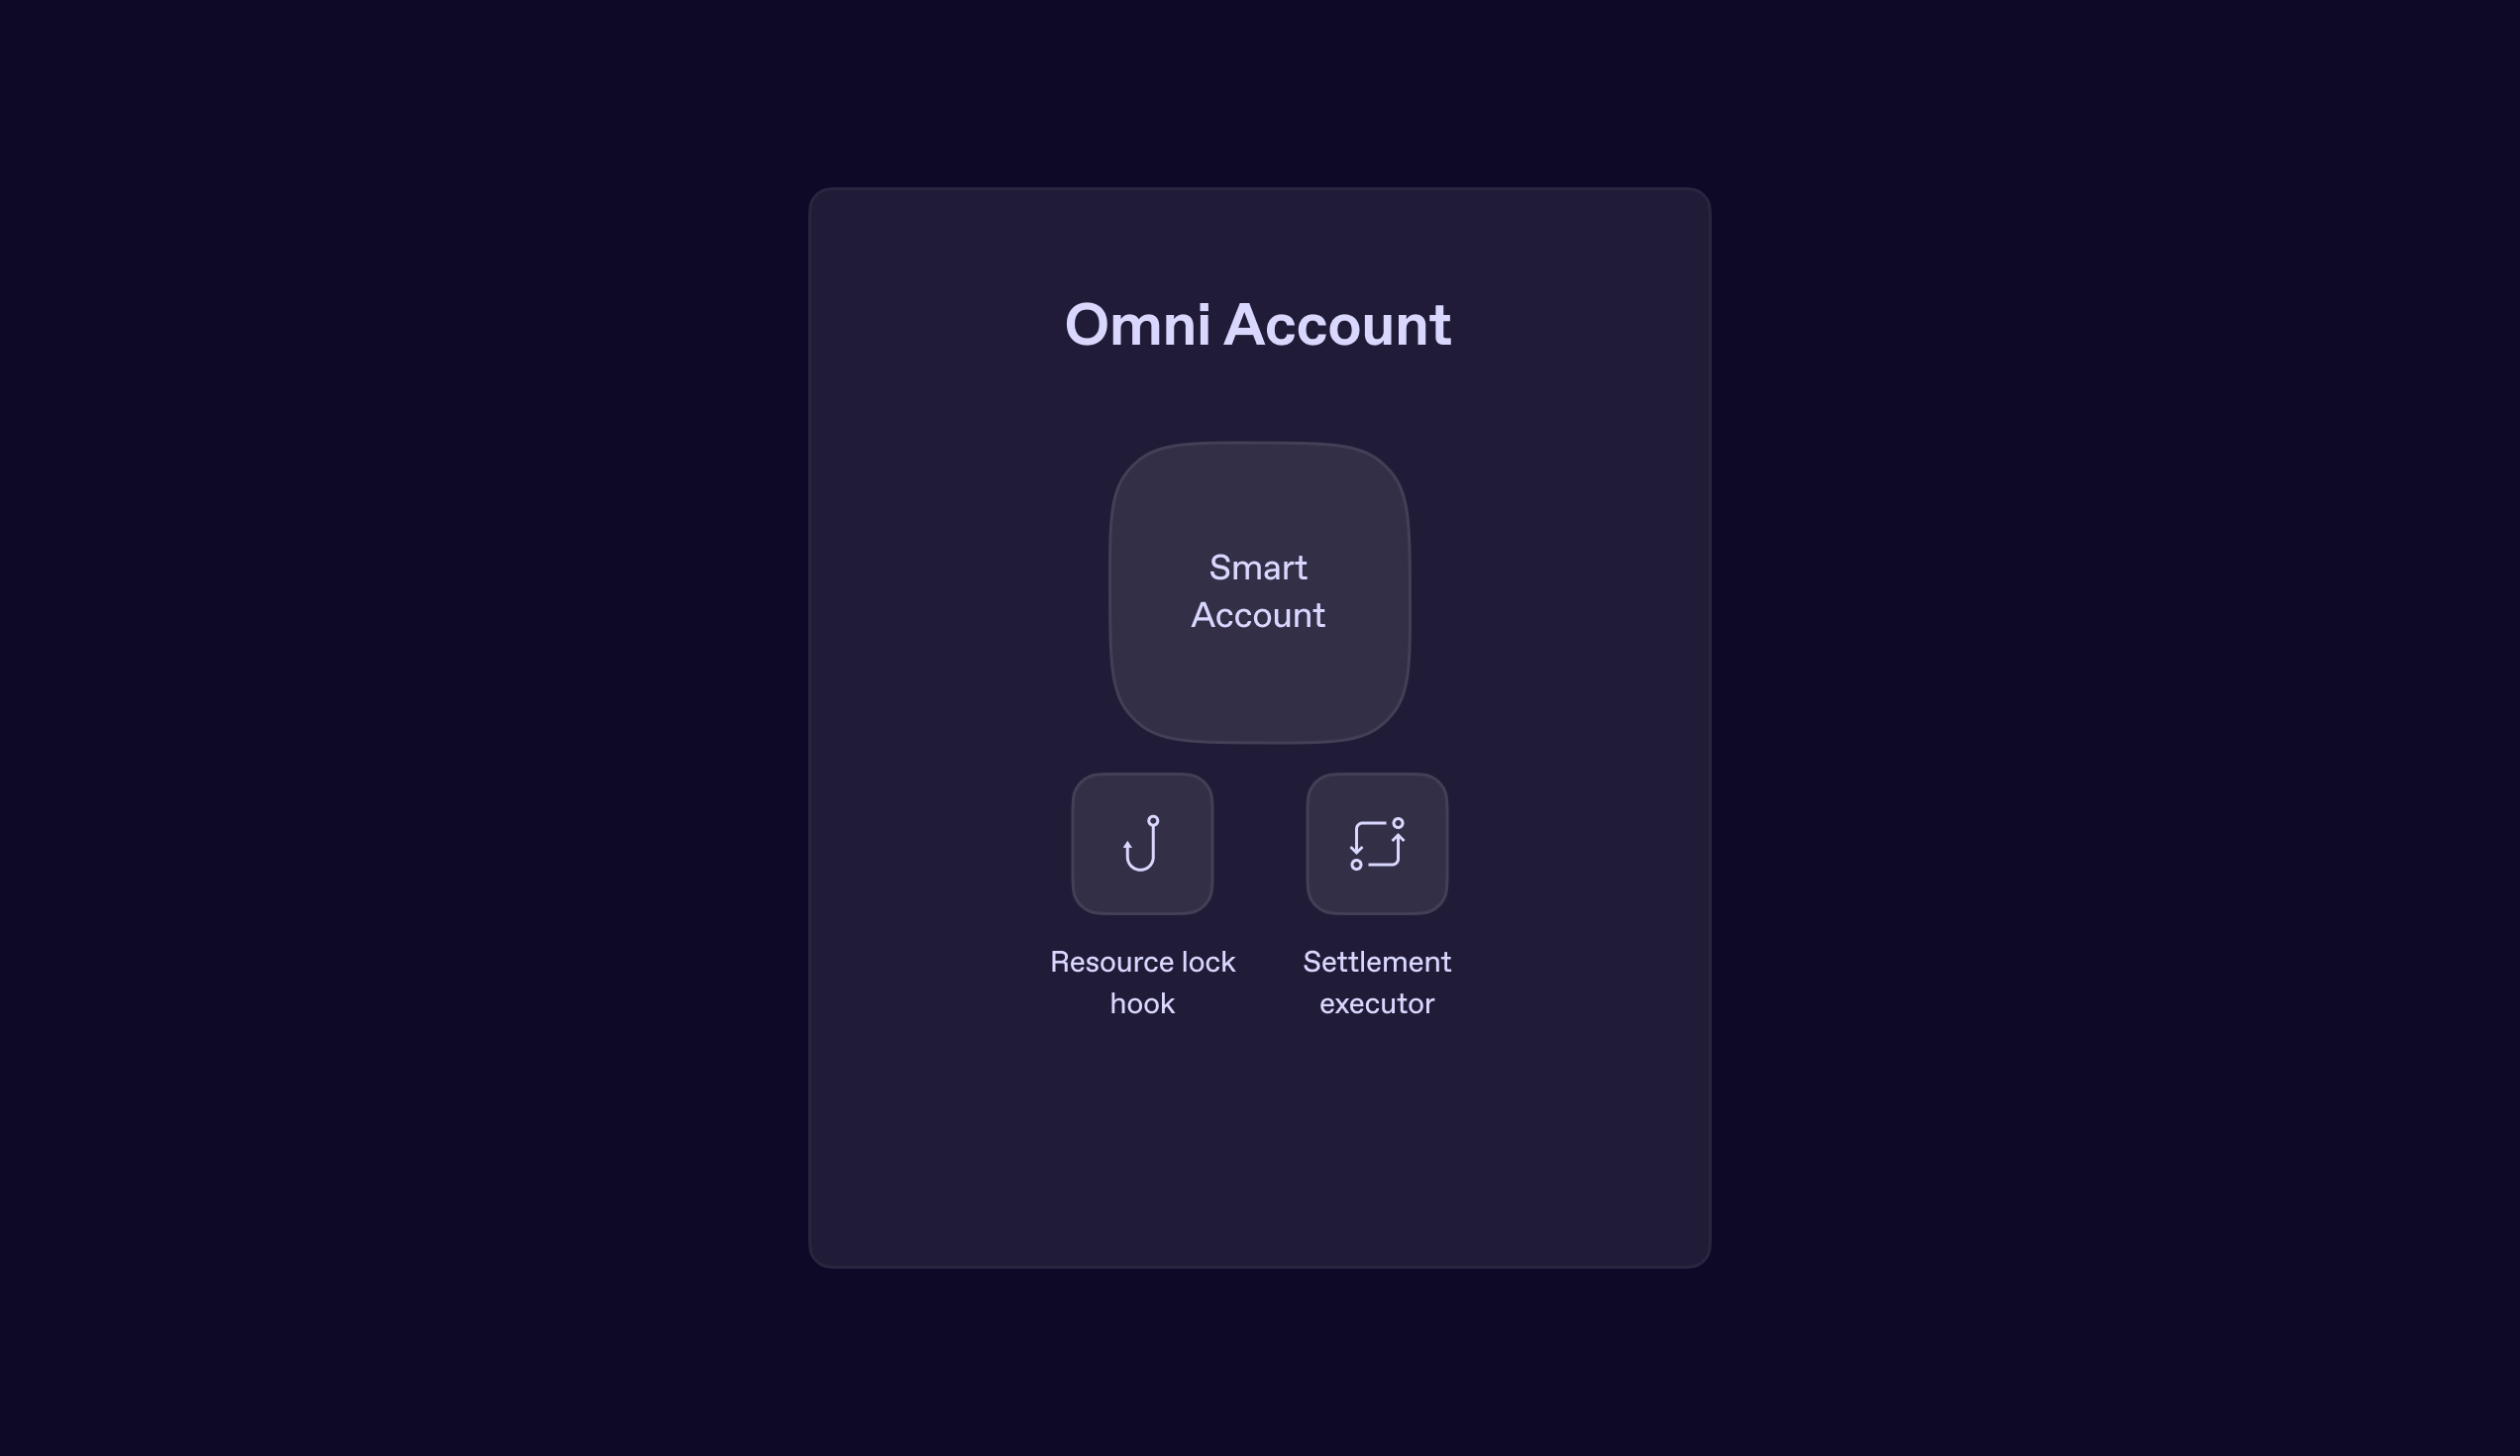 Omni Account
Smart
Account
Resource lock
hook
Settlement
executor